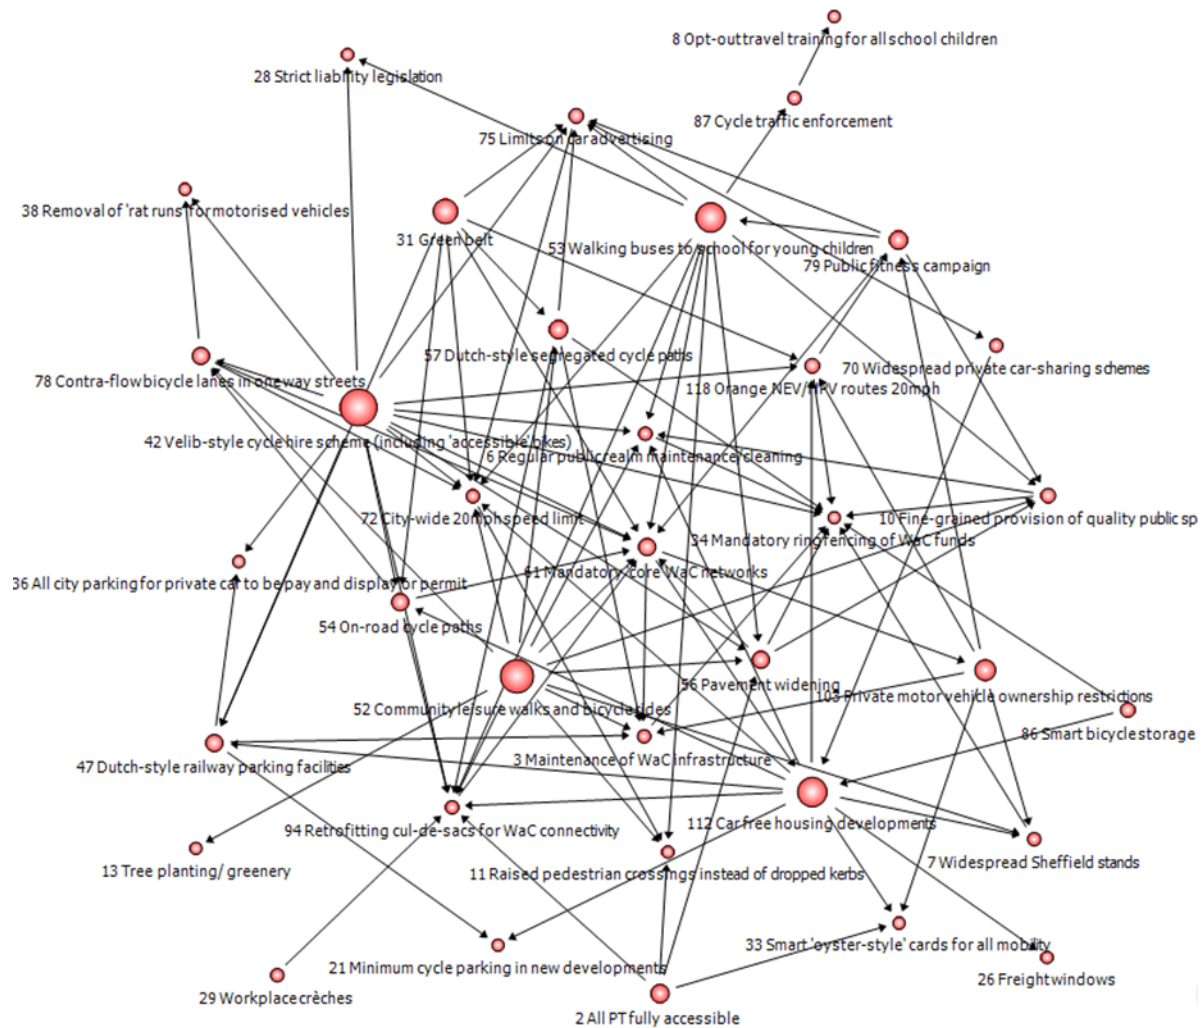 8 Opt-out travel training for all school children
28 Strict liability legislation
87 Cycle traffic enforcement
75 Limits on car advertising
38 Removal of 'rat runs' for motorised vehicles
31 Green belt
53 Walking buses to school for young children
79 Public fitness campaign
57 Dutch-style segregated cycle paths
70 Widespread private car-sharing schemes
78 Contra-flow bicycle lanes in one way streets
118 Orange NEV/HPV routes 20mph
42 Velib-style cycle hire scheme (including 'accessible' bikes)
6 Regular public realm maintenance/cleaning
72 City-wide 20mph speed limit
10 Fine-grained provision of quality public sp
34 Mandatory ringfencing of WaC funds
61 Mandatory core WaC networks
36 All city parking for private car to be pay and display or permit
54 On-road cycle paths
56 Pavement widening
103 Private motor vehicle ownership restrictions
52 Community leisure walks and bicycle rides
86 Smart bicycle storage
3 Maintenance of WaC infrastructure
47 Dutch-style railway parking facilities
94 Retrofitting cul-de-sacs for WaC connectivity
112 Car free housing developments
7 Widespread Sheffield stands
13 Tree planting/ greenery
11 Raised pedestrian crossings instead of dropped kerbs
33 Smart 'oyster-style' cards for all mobility
21 Minimum cycle parking in new developments
26 Freight windows
29 Workplace crèches
2 All PT fully accessible